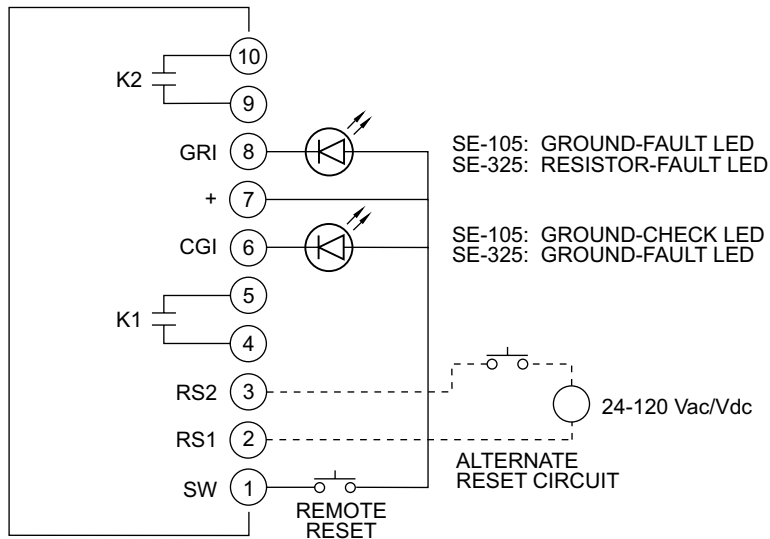 10
K2
9
GRI 8
SE-105: GROUND-FAULT LED
SE-325: RESISTOR-FAULT LED
+ 7
CGI 6
SE-105: GROUND-CHECK LED
SE-325: GROUND-FAULT LED
5
K1
4
RS2 3
24-120 Vac/Vdc
RS1 2
ALTERNATE
RESET CIRCUIT
SW 1
REMOTE
RESET